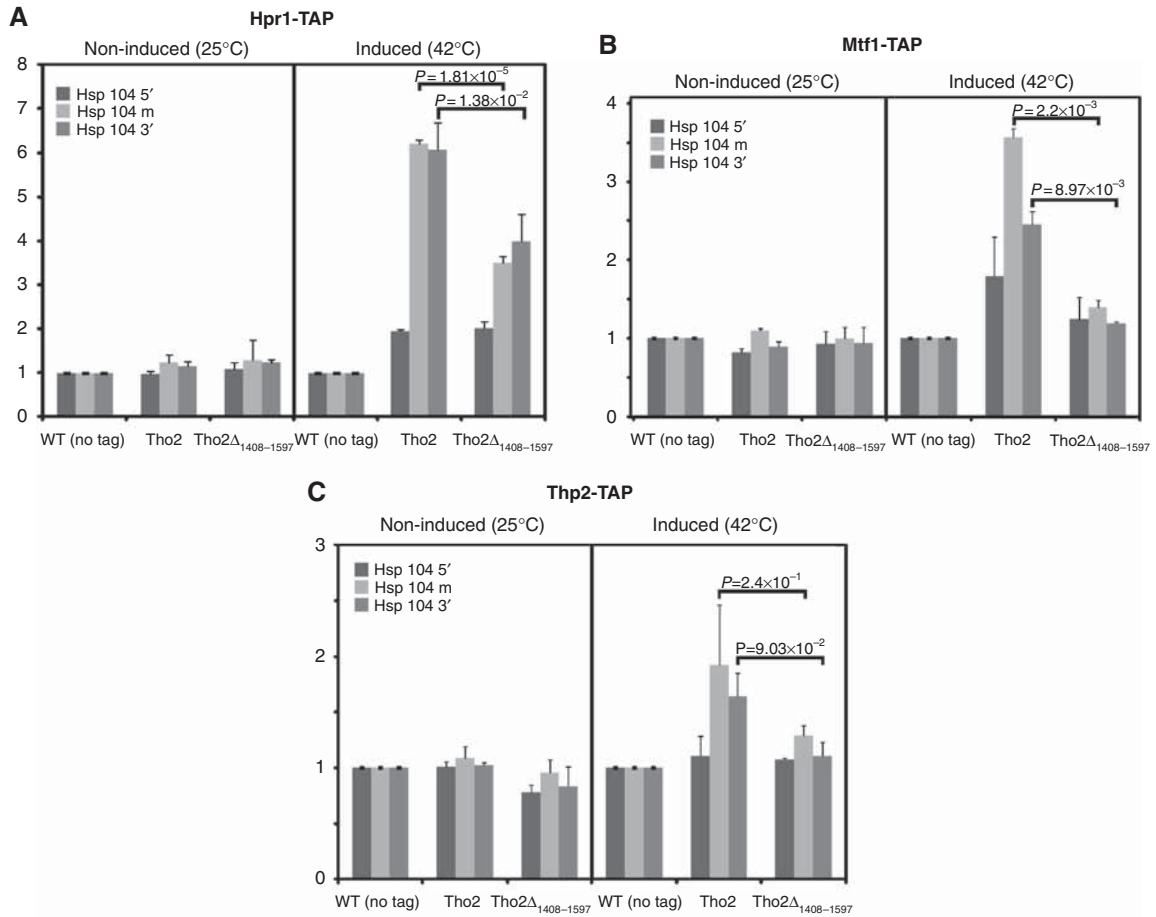 A
Hpr1-TAP
Non-induced (25°C)
Induced (42°C)
8
7
6
5
4
3
2
1
0
Hsp 104 5′
Hsp 104 m
Hsp 104 3′
P = 1.81×10⁻⁵
P = 1.38×10⁻²
WT (no tag) Tho2 Tho2Δ₁₄₀₈₋₁₅₉₇ WT (no tag) Tho2 Tho2Δ₁₄₀₈₋₁₅₉₇
B
Mtf1-TAP
Non-induced (25°C)
Induced (42°C)
4
3
2
1
0
Hsp 104 5′
Hsp 104 m
Hsp 104 3′
P = 2.2×10⁻³
P = 8.97×10⁻³
WT (no tag) Tho2 Tho2Δ₁₄₀₈₋₁₅₉₇ WT (no tag) Tho2 Tho2Δ₁₄₀₈₋₁₅₉₇
C
Thp2-TAP
Non-induced (25°C)
Induced (42°C)
3
2
1
0
Hsp 104 5′
Hsp 104 m
Hsp 104 3′
P=2.4×10⁻¹
P=9.03×10⁻²
WT (no tag) Tho2 Tho2Δ₁₄₀₈₋₁₅₉₇ WT (no tag) Tho2 Tho2Δ₁₄₀₈₋₁₅₉₇